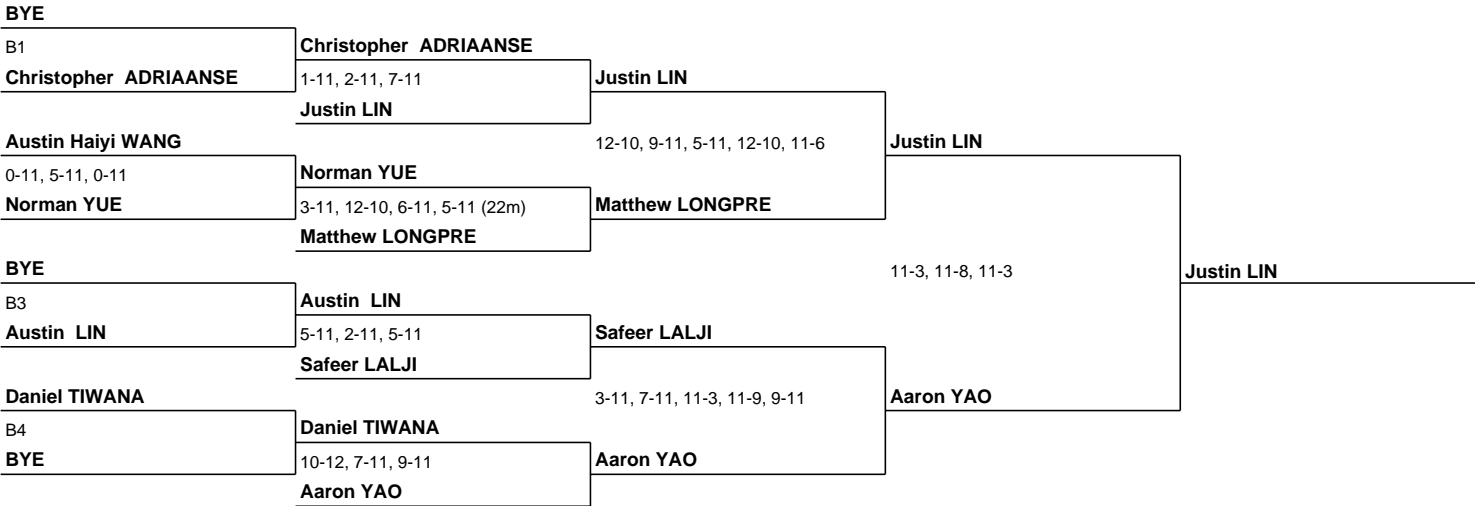 BYE
B1
Christopher ADRIAANSE
Christopher ADRIAANSE
1-11, 2-11, 7-11
Justin LIN
Justin LIN
Austin Haiyi WANG
0-11, 5-11, 0-11
Norman YUE
Norman YUE
3-11, 12-10, 6-11, 5-11 (22m)
Matthew LONGPRE
Matthew LONGPRE
12-10, 9-11, 5-11, 12-10, 11-6
Justin LIN
BYE
B3
Austin LIN
Austin LIN
5-11, 2-11, 5-11
Safeer LALJI
Safeer LALJI
Daniel TIWANA
B4
BYE
Daniel TIWANA
10-12, 7-11, 9-11
Aaron YAO
Aaron YAO
3-11, 7-11, 11-3, 11-9, 9-11
Aaron YAO
11-3, 11-8, 11-3
Justin LIN